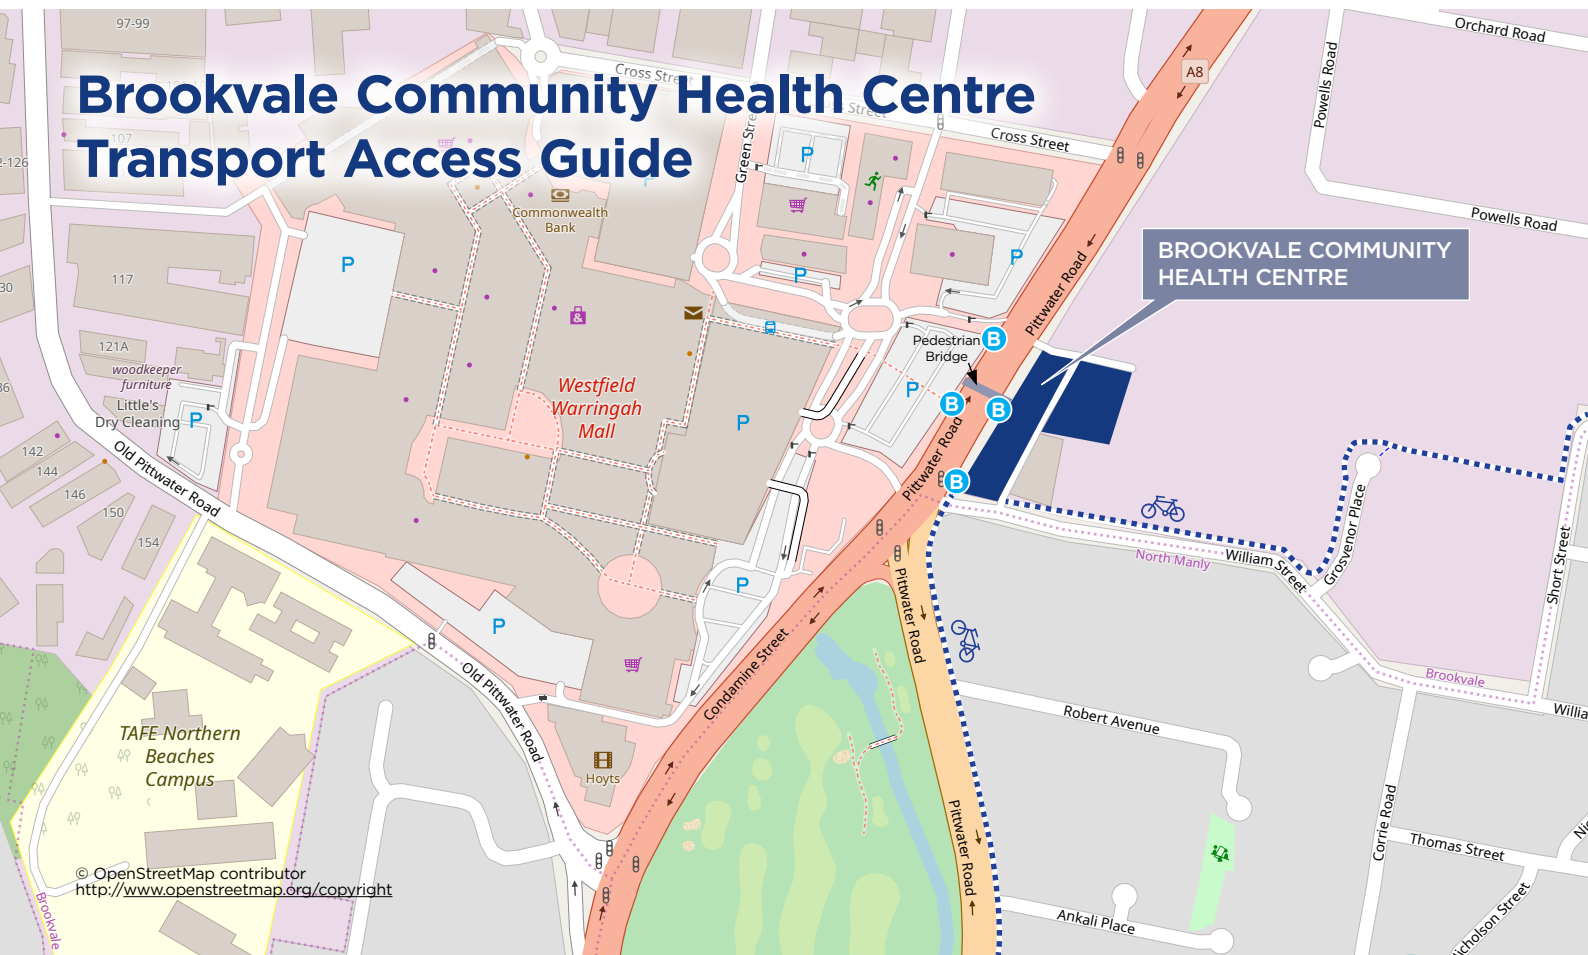 97-99
Orchard Road
Cross Street
A8
Powells Road
Brookvale Community Health Centre
Transport Access Guide
107
Cross Street
P
Green
P
Commonwealth
Bank
Powells Road
BROOKVALE COMMUNITY
HEALTH CENTRE
P
P
P
117
30
Pittwater Road
121A
woodkeeper
furniture
Little's
Dry Cleaning
P
Pedestrian
Bridge
B
B
B
B
P
Westfield
Warringah
Mall
P
Pittwater Road
142
144
146
150
154
Old Pittwater Road
North Manly
William Street
Grosvenor Place
Short Street
P
P
Pittwater Road
Old Pittwater Road
Condamine Street
Brookvale
Robert Avenue
TAFE Northern
Beaches
Campus
Hoyts
Pittwater Road
Corrie Road
Thomas Street
© OpenStreetMap contributor
http://www.openstreetmap.org/copyright
Brookvale
Ankali Place